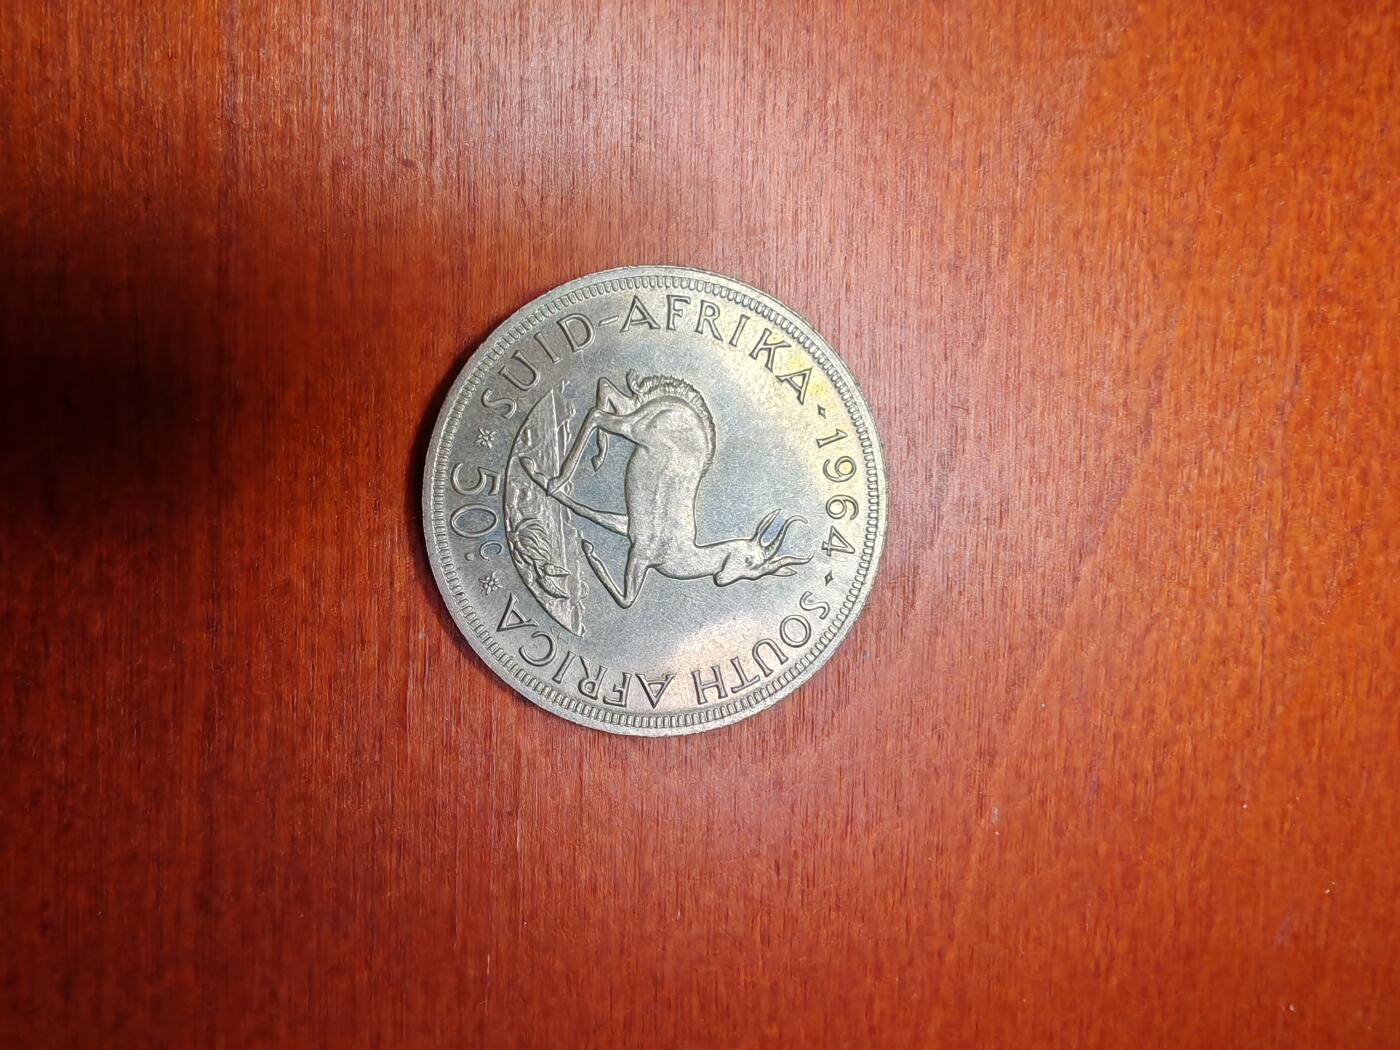 SUID-AFRIKA · 1964 · SOUTH AFRICA
50c